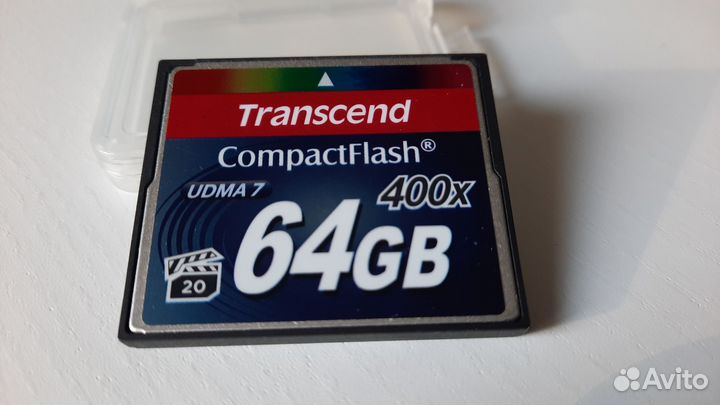 Transcend
CompactFlash®
UDMA 7
400x
64GB
20
Avito